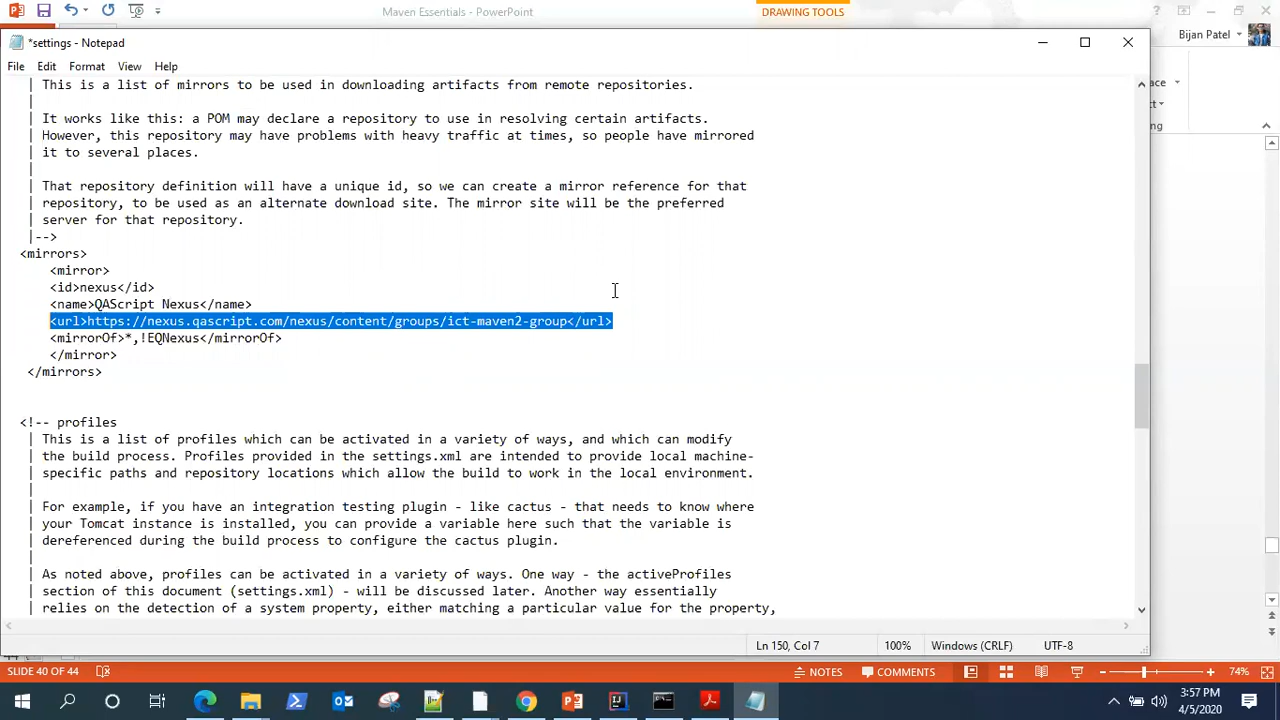 Maven Essentials - PowerPoint
DRAWING TOOLS
?
*settings - Notepad
Bijan Patel
File Edit Format View Help
| This is a list of mirrors to be used in downloading artifacts from remote repositories.
|
| It works like this: a POM may declare a repository to use in resolving certain artifacts.
| However, this repository may have problems with heavy traffic at times, so people have mirrored
| it to several places.
|
| That repository definition will have a unique id, so we can create a mirror reference for that
| repository, to be used as an alternate download site. The mirror site will be the preferred
| server for that repository.
|-->
<mirrors>
<mirror>
<id>nexus</id>
<name>QAScript Nexus</name>
<url>https://nexus.qascript.com/nexus/content/groups/ict-maven2-group</url>
<mirrorOf>*,!EQNexus</mirrorOf>
</mirror>
</mirrors>
<!-- profiles
| This is a list of profiles which can be activated in a variety of ways, and which can modify
| the build process. Profiles provided in the settings.xml are intended to provide local machine-
| specific paths and repository locations which allow the build to work in the local environment.
|
| For example, if you have an integration testing plugin - like cactus - that needs to know where
| your Tomcat instance is installed, you can provide a variable here such that the variable is
| dereferenced during the build process to configure the cactus plugin.
|
| As noted above, profiles can be activated in a variety of ways. One way - the activeProfiles
| section of this document (settings.xml) - will be discussed later. Another way essentially
| relies on the detection of a system property, either matching a particular value for the property,
Ln 150, Col 7 100% Windows (CRLF) UTF-8
SLIDE 40 OF 44 NOTES COMMENTS 74%
3:57 PM
4/5/2020